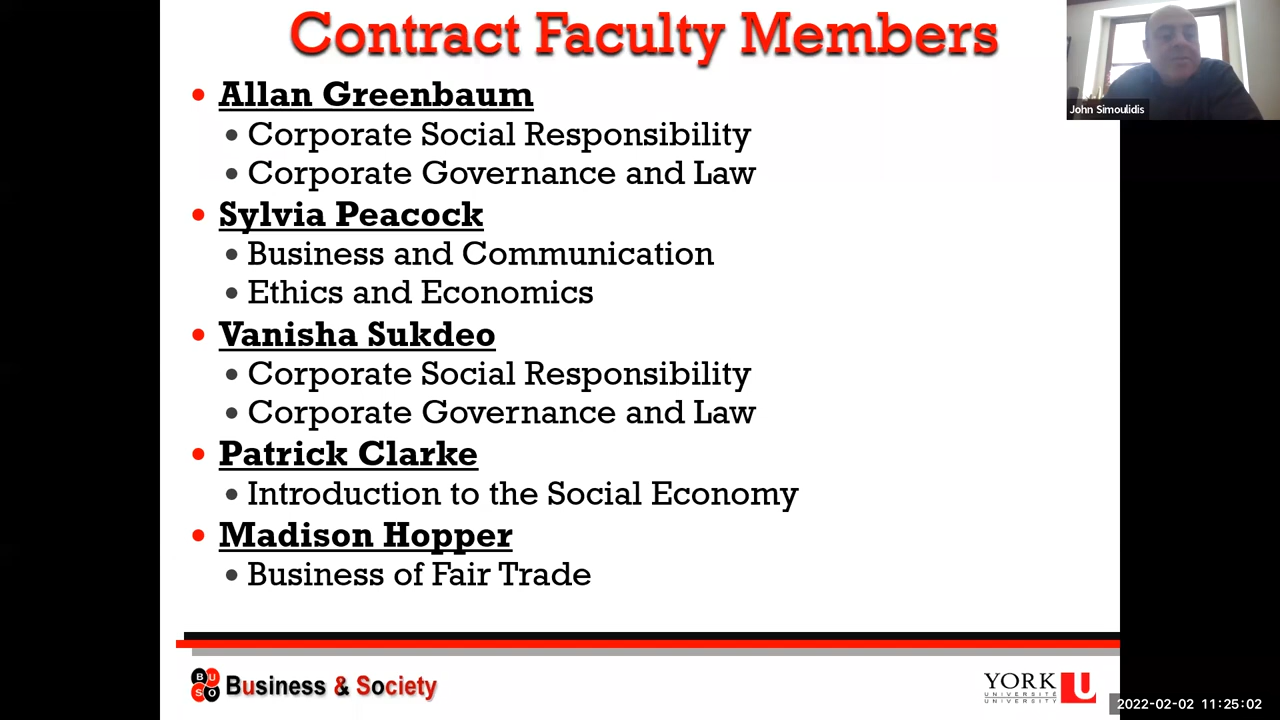 Contract Faculty Members
John Simoulidis
• Allan Greenbaum
• Corporate Social Responsibility
• Corporate Governance and Law
• Sylvia Peacock
• Business and Communication
• Ethics and Economics
• Vanisha Sukdeo
• Corporate Social Responsibility
• Corporate Governance and Law
• Patrick Clarke
• Introduction to the Social Economy
• Madison Hopper
• Business of Fair Trade
B U
S O
Business & Society
YORK U
UNIVERSITÉ
UNIVERSITY
2022-02-02 11:25:02